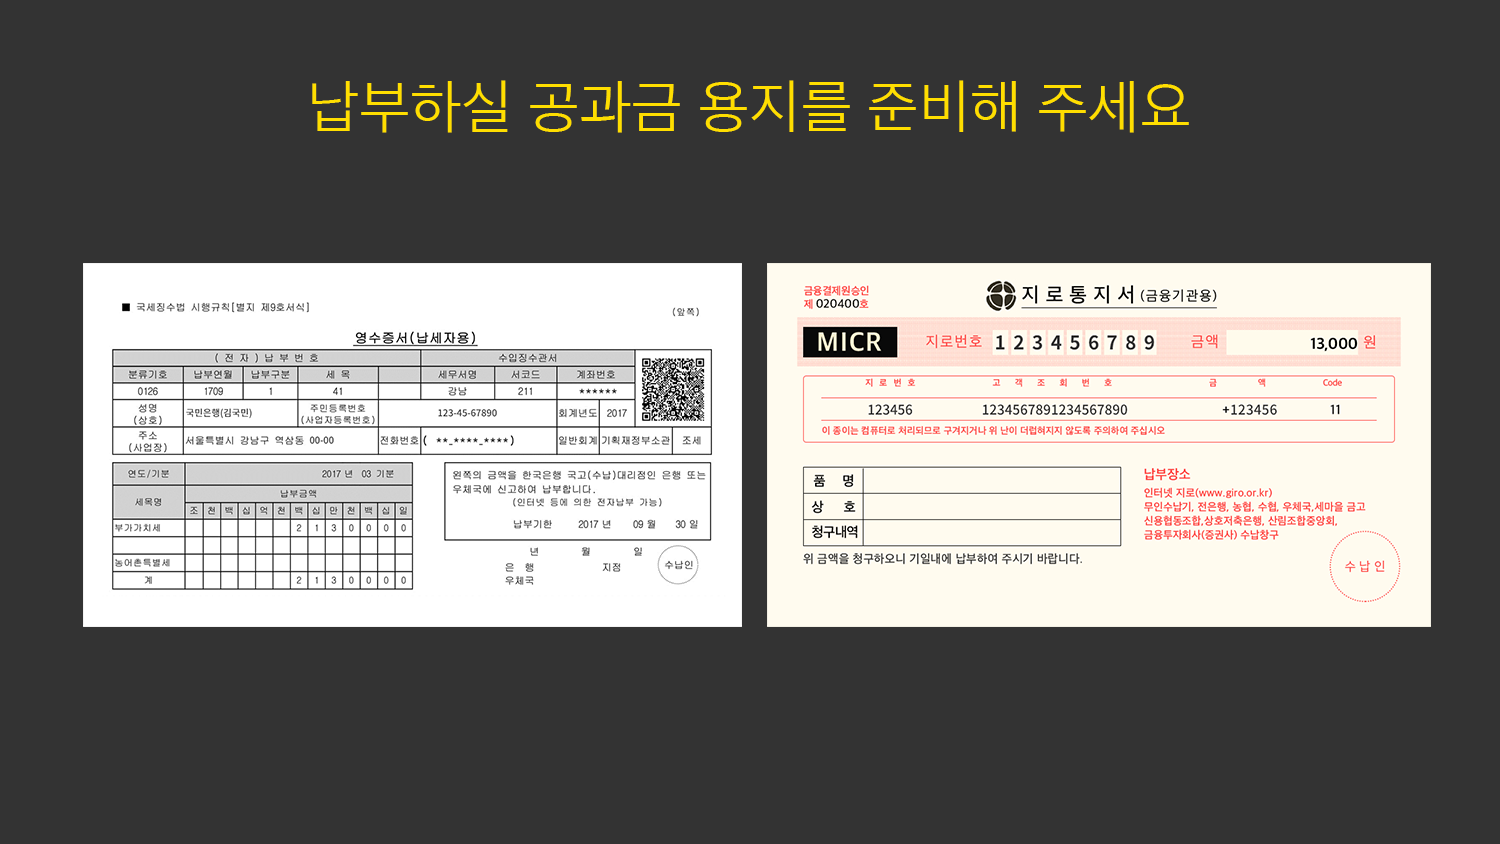 납부하실 공과금 용지를 준비해 주세요
■ 국세징수법 시행규칙[별지 제9호서식]
(앞쪽)
영수증서(납세자용)
(전자)납부번호 수입징수관서
분류기호 납부연월 납부구분 세 목 세무서명 서코드 계좌번호
0126 1709 1 41 강남 211 ******
성명 (상호) 국민은행(김국민) 주민등록번호 (사업자등록번호) 123-45-67890 회계년도 2017
주소 (사업장) 서울특별시 강남구 역삼동 00-00 전화번호 ( **-****-****) 일반회계 기획재정부소관 조세
연도/기분 2017 년 03 기분
세목명 납부금액
조 천 백 십 억 천 백 십 만 천 백 십 일
부가가치세 2 1 3 0 0 0 0
농어촌특별세
계 2 1 3 0 0 0 0
왼쪽의 금액을 한국은행 국고(수납)대리점인 은행 또는
우체국에 신고하여 납부합니다.
(인터넷 등에 의한 전자납부 가능)
납부기한 2017 년 09 월 30 일
년 월 일
은 행 지점
우체국
수납인
금융결제원승인
제 020400호
지로통지서(금융기관용)
MICR 지로번호 1 2 3 4 5 6 7 8 9 금액 13,000 원
지 로 번 호 고 객 조 회 번 호 금 액 Code
123456 1234567891234567890 +123456 11
이 종이는 컴퓨터로 처리되므로 구겨지거나 위 난이 더럽혀지지 않도록 주의하여 주십시오
품 명
상 호
청구내역
위 금액을 청구하오니 기일내에 납부하여 주시기 바랍니다.
납부장소
인터넷 지로(www.giro.or.kr)
무인수납기, 전은행, 농협, 수협, 우체국,세마을 금고
신용협동조합,상호저축은행, 산림조합중앙회,
금융투자회사(증권사) 수납창구
수납인